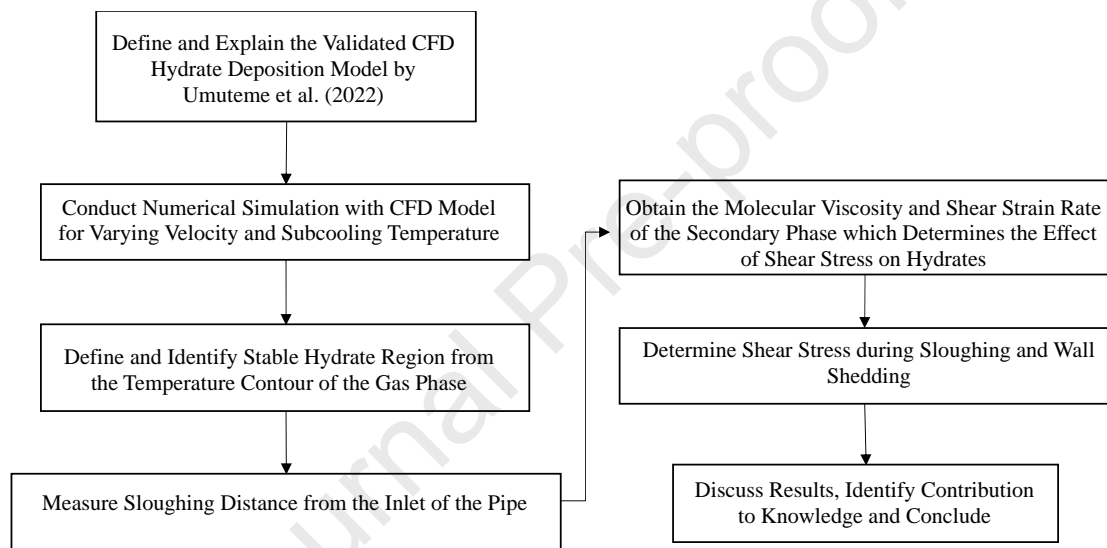 Define and Explain the Validated CFD
Hydrate Deposition Model by
Umuteme et al. (2022)
Conduct Numerical Simulation with CFD Model
for Varying Velocity and Subcooling Temperature
Define and Identify Stable Hydrate Region from
the Temperature Contour of the Gas Phase
Measure Sloughing Distance from the Inlet of the Pipe
Obtain the Molecular Viscosity and Shear Strain Rate
of the Secondary Phase which Determines the Effect
of Shear Stress on Hydrates
Determine Shear Stress during Sloughing and Wall
Shedding
Discuss Results, Identify Contribution
to Knowledge and Conclude
urnal Pre-proo